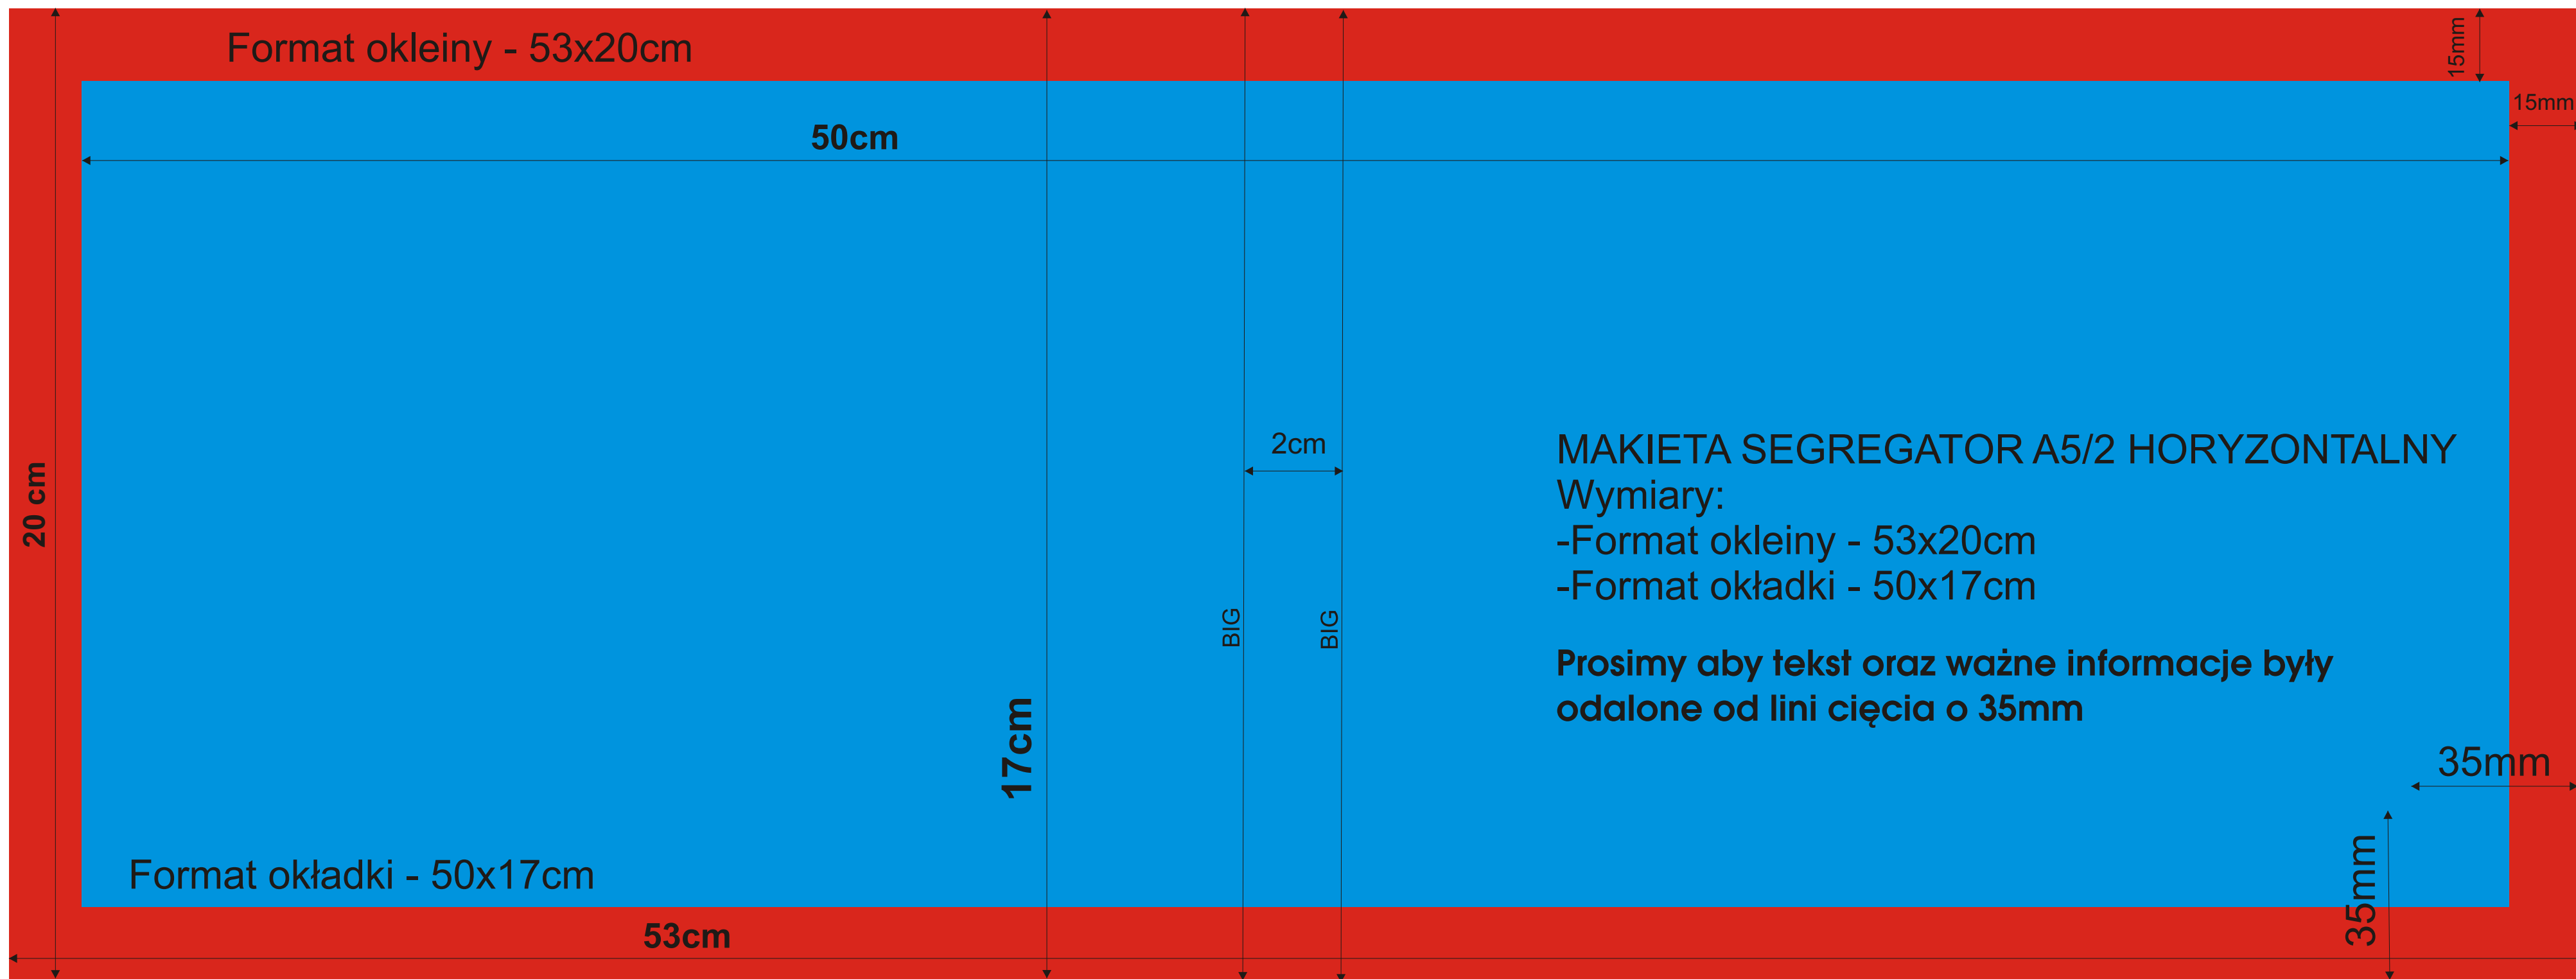 Format okleiny - 53x20cm
15mm
15mm
50cm
2cm
20 cm
MAKIETA SEGREGATOR A5/2 HORYZONTALNY
Wymiary:
-Format okleiny - 53x20cm
-Format okładki - 50x17cm
BIG
BIG
Prosimy aby tekst oraz ważne informacje były
odalone od lini cięcia o 35mm
17cm
35mm
35mm
Format okładki - 50x17cm
53cm